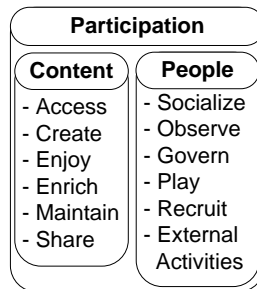 Participation
Content
- Access
- Create
- Enjoy
- Enrich
- Maintain
- Share
People
- Socialize
- Observe
- Govern
- Play
- Recruit
- External
Activities